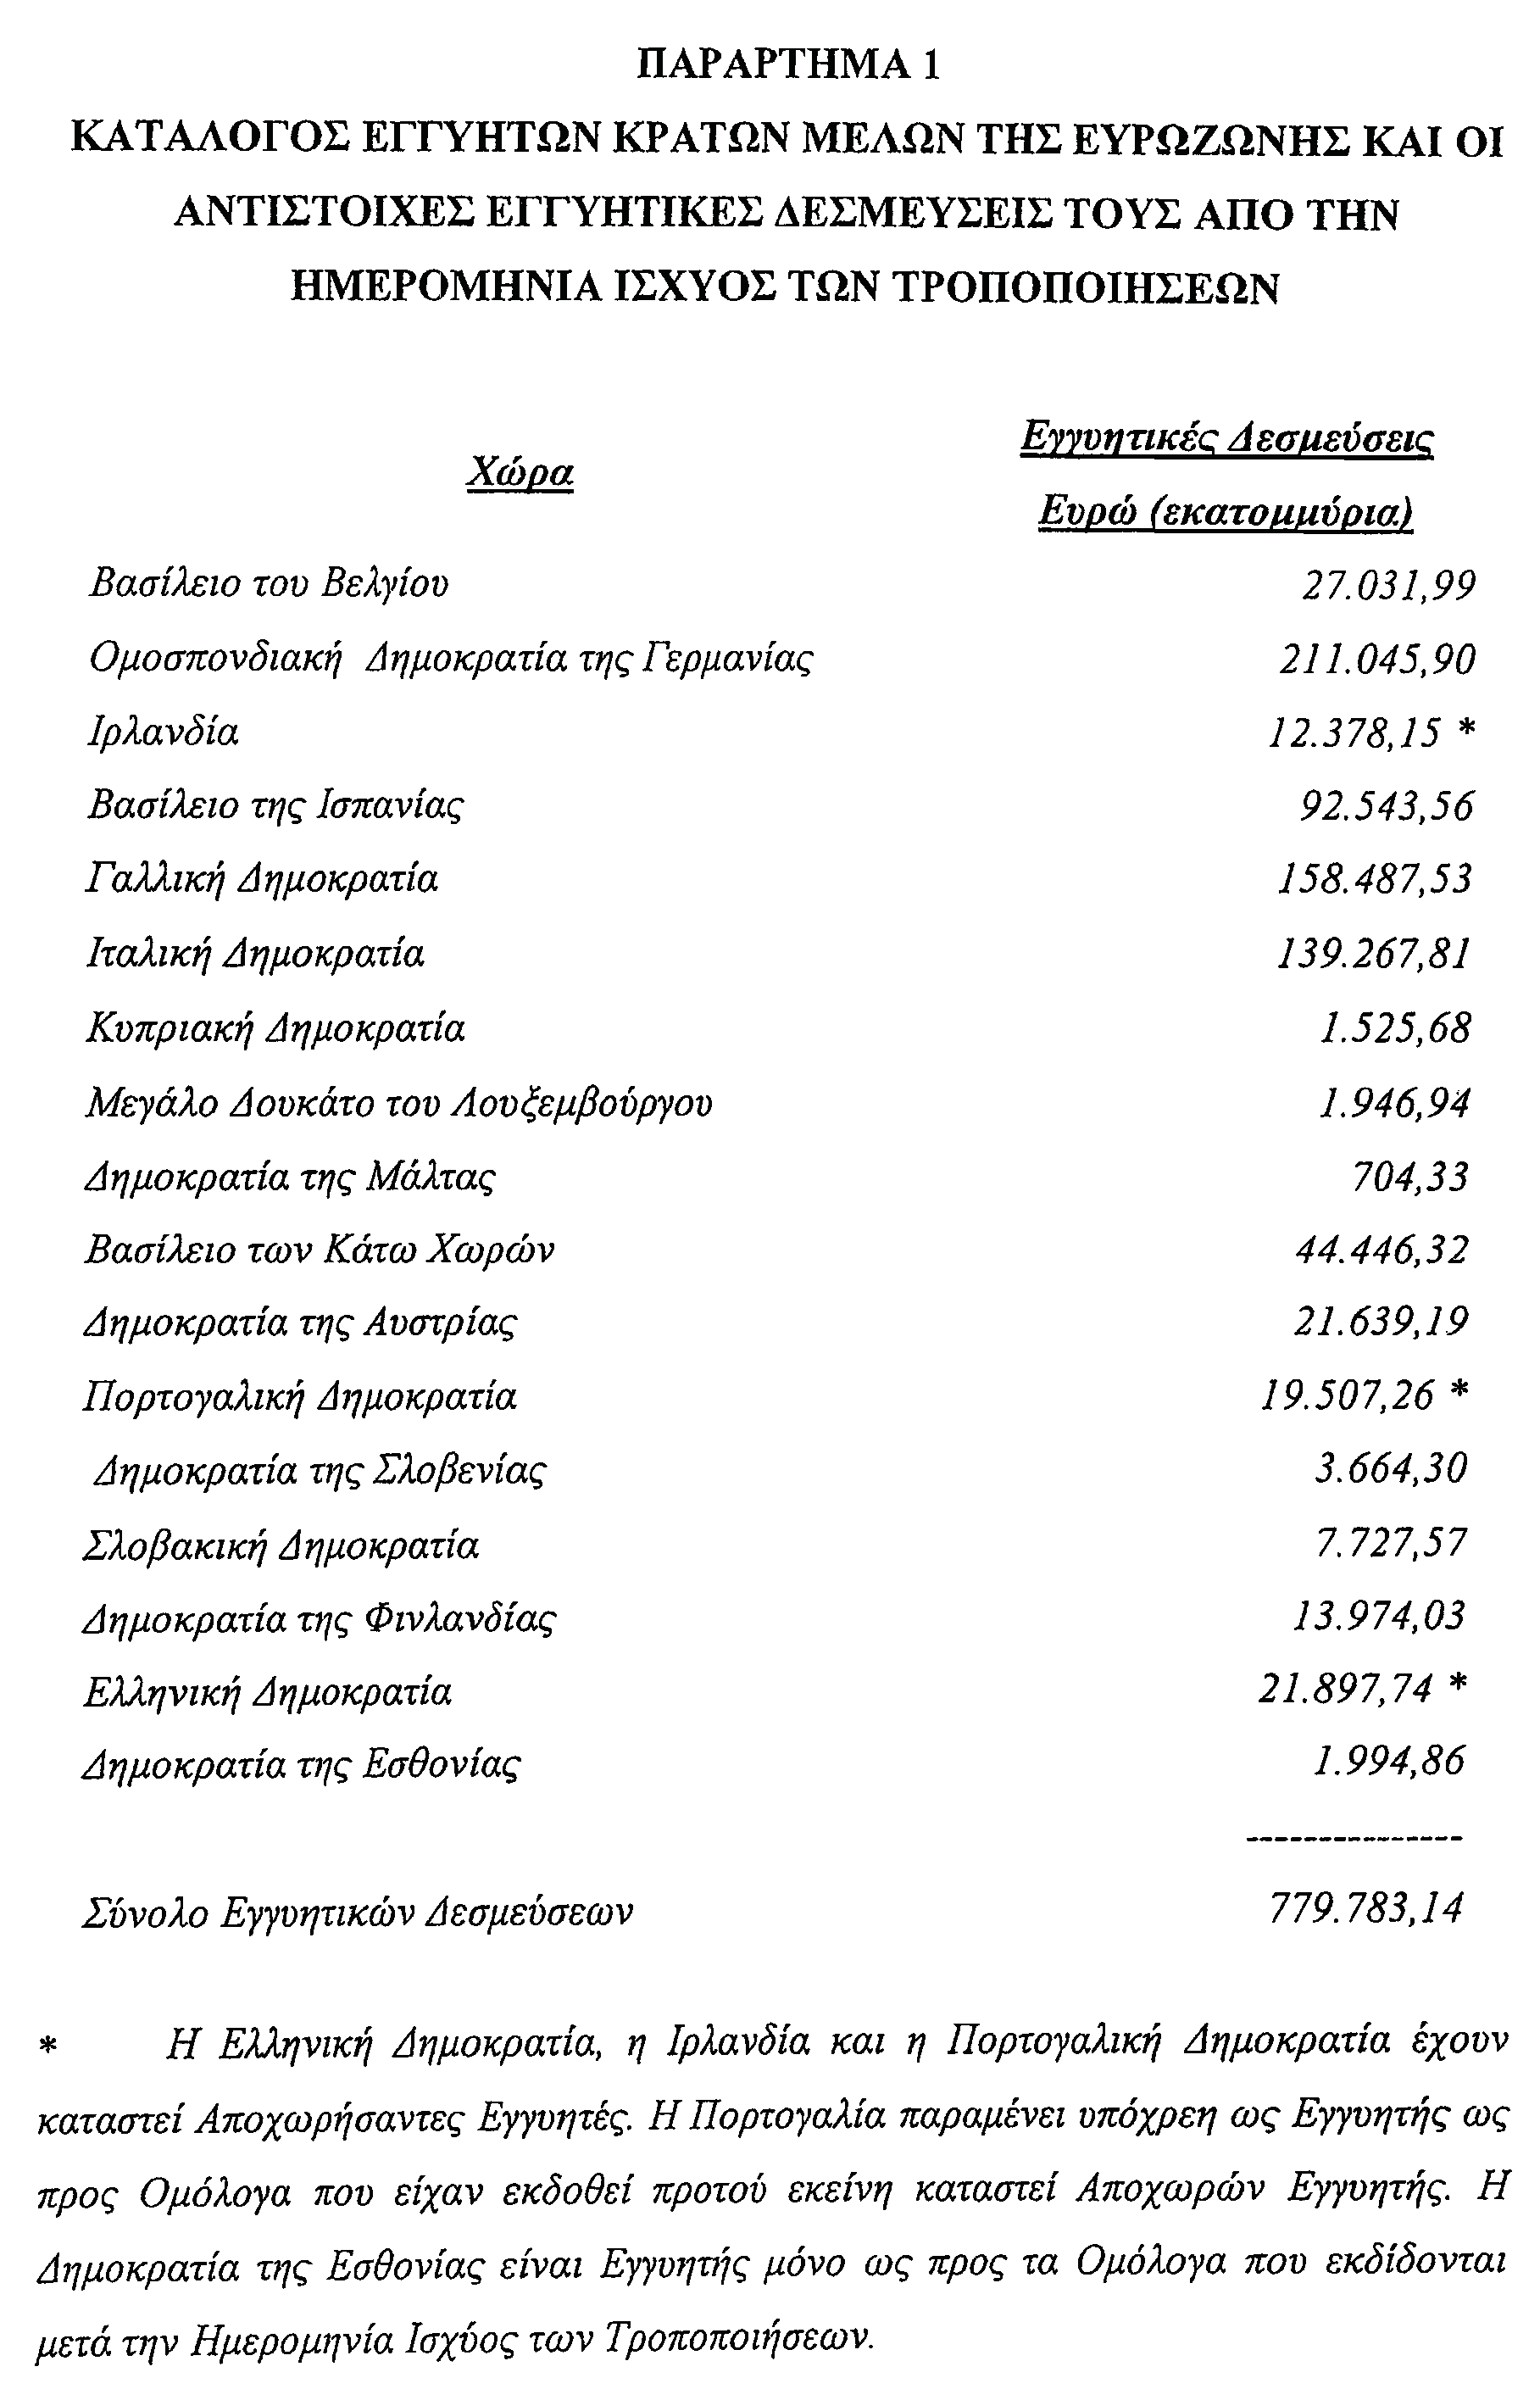 ΠΑΡΑΡΤΗΜΑ 1
ΚΑΤΑΛΟΓΟΣ ΕΓΓΥΗΤΩΝ ΚΡΑΤΩΝ ΜΕΛΩΝ ΤΗΣ ΕΥΡΩΖΩΝΗΣ ΚΑΙ ΟΙ
ΑΝΤΙΣΤΟΙΧΕΣ ΕΓΓΥΗΤΙΚΕΣ ΔΕΣΜΕΥΣΕΙΣ ΤΟΥΣ ΑΠΟ ΤΗΝ
ΗΜΕΡΟΜΗΝΙΑ ΙΣΧΥΟΣ ΤΩΝ ΤΡΟΠΟΠΟΙΗΣΕΩΝ
Χώρα
Εγγυητικές Δεσμεύσεις
Ευρώ (εκατομμύρια)
Βασίλειο του Βελγίου 27.031,99
Ομοσπονδιακή Δημοκρατία της Γερμανίας 211.045,90
Ιρλανδία 12.378,15 *
Βασίλειο της Ισπανίας 92.543,56
Γαλλική Δημοκρατία 158.487,53
Ιταλική Δημοκρατία 139.267,81
Κυπριακή Δημοκρατία 1.525,68
Μεγάλο Δουκάτο του Λουξεμβούργου 1.946,94
Δημοκρατία της Μάλτας 704,33
Βασίλειο των Κάτω Χωρών 44.446,32
Δημοκρατία της Αυστρίας 21.639,19
Πορτογαλική Δημοκρατία 19.507,26 *
Δημοκρατία της Σλοβενίας 3.664,30
Σλοβακική Δημοκρατία 7.727,57
Δημοκρατία της Φινλανδίας 13.974,03
Ελληνική Δημοκρατία 21.897,74 *
Δημοκρατία της Εσθονίας 1.994,86
----------------
Σύνολο Εγγυητικών Δεσμεύσεων 779.783,14
* Η Ελληνική Δημοκρατία, η Ιρλανδία και η Πορτογαλική Δημοκρατία έχουν
καταστεί Αποχωρήσαντες Εγγυητές. Η Πορτογαλία παραμένει υπόχρεη ως Εγγυητής ως
προς Ομόλογα που είχαν εκδοθεί προτού εκείνη καταστεί Αποχωρών Εγγυητής. Η
Δημοκρατία της Εσθονίας είναι Εγγυητής μόνο ως προς τα Ομόλογα που εκδίδονται
μετά την Ημερομηνία Ισχύος των Τροποποιήσεων.